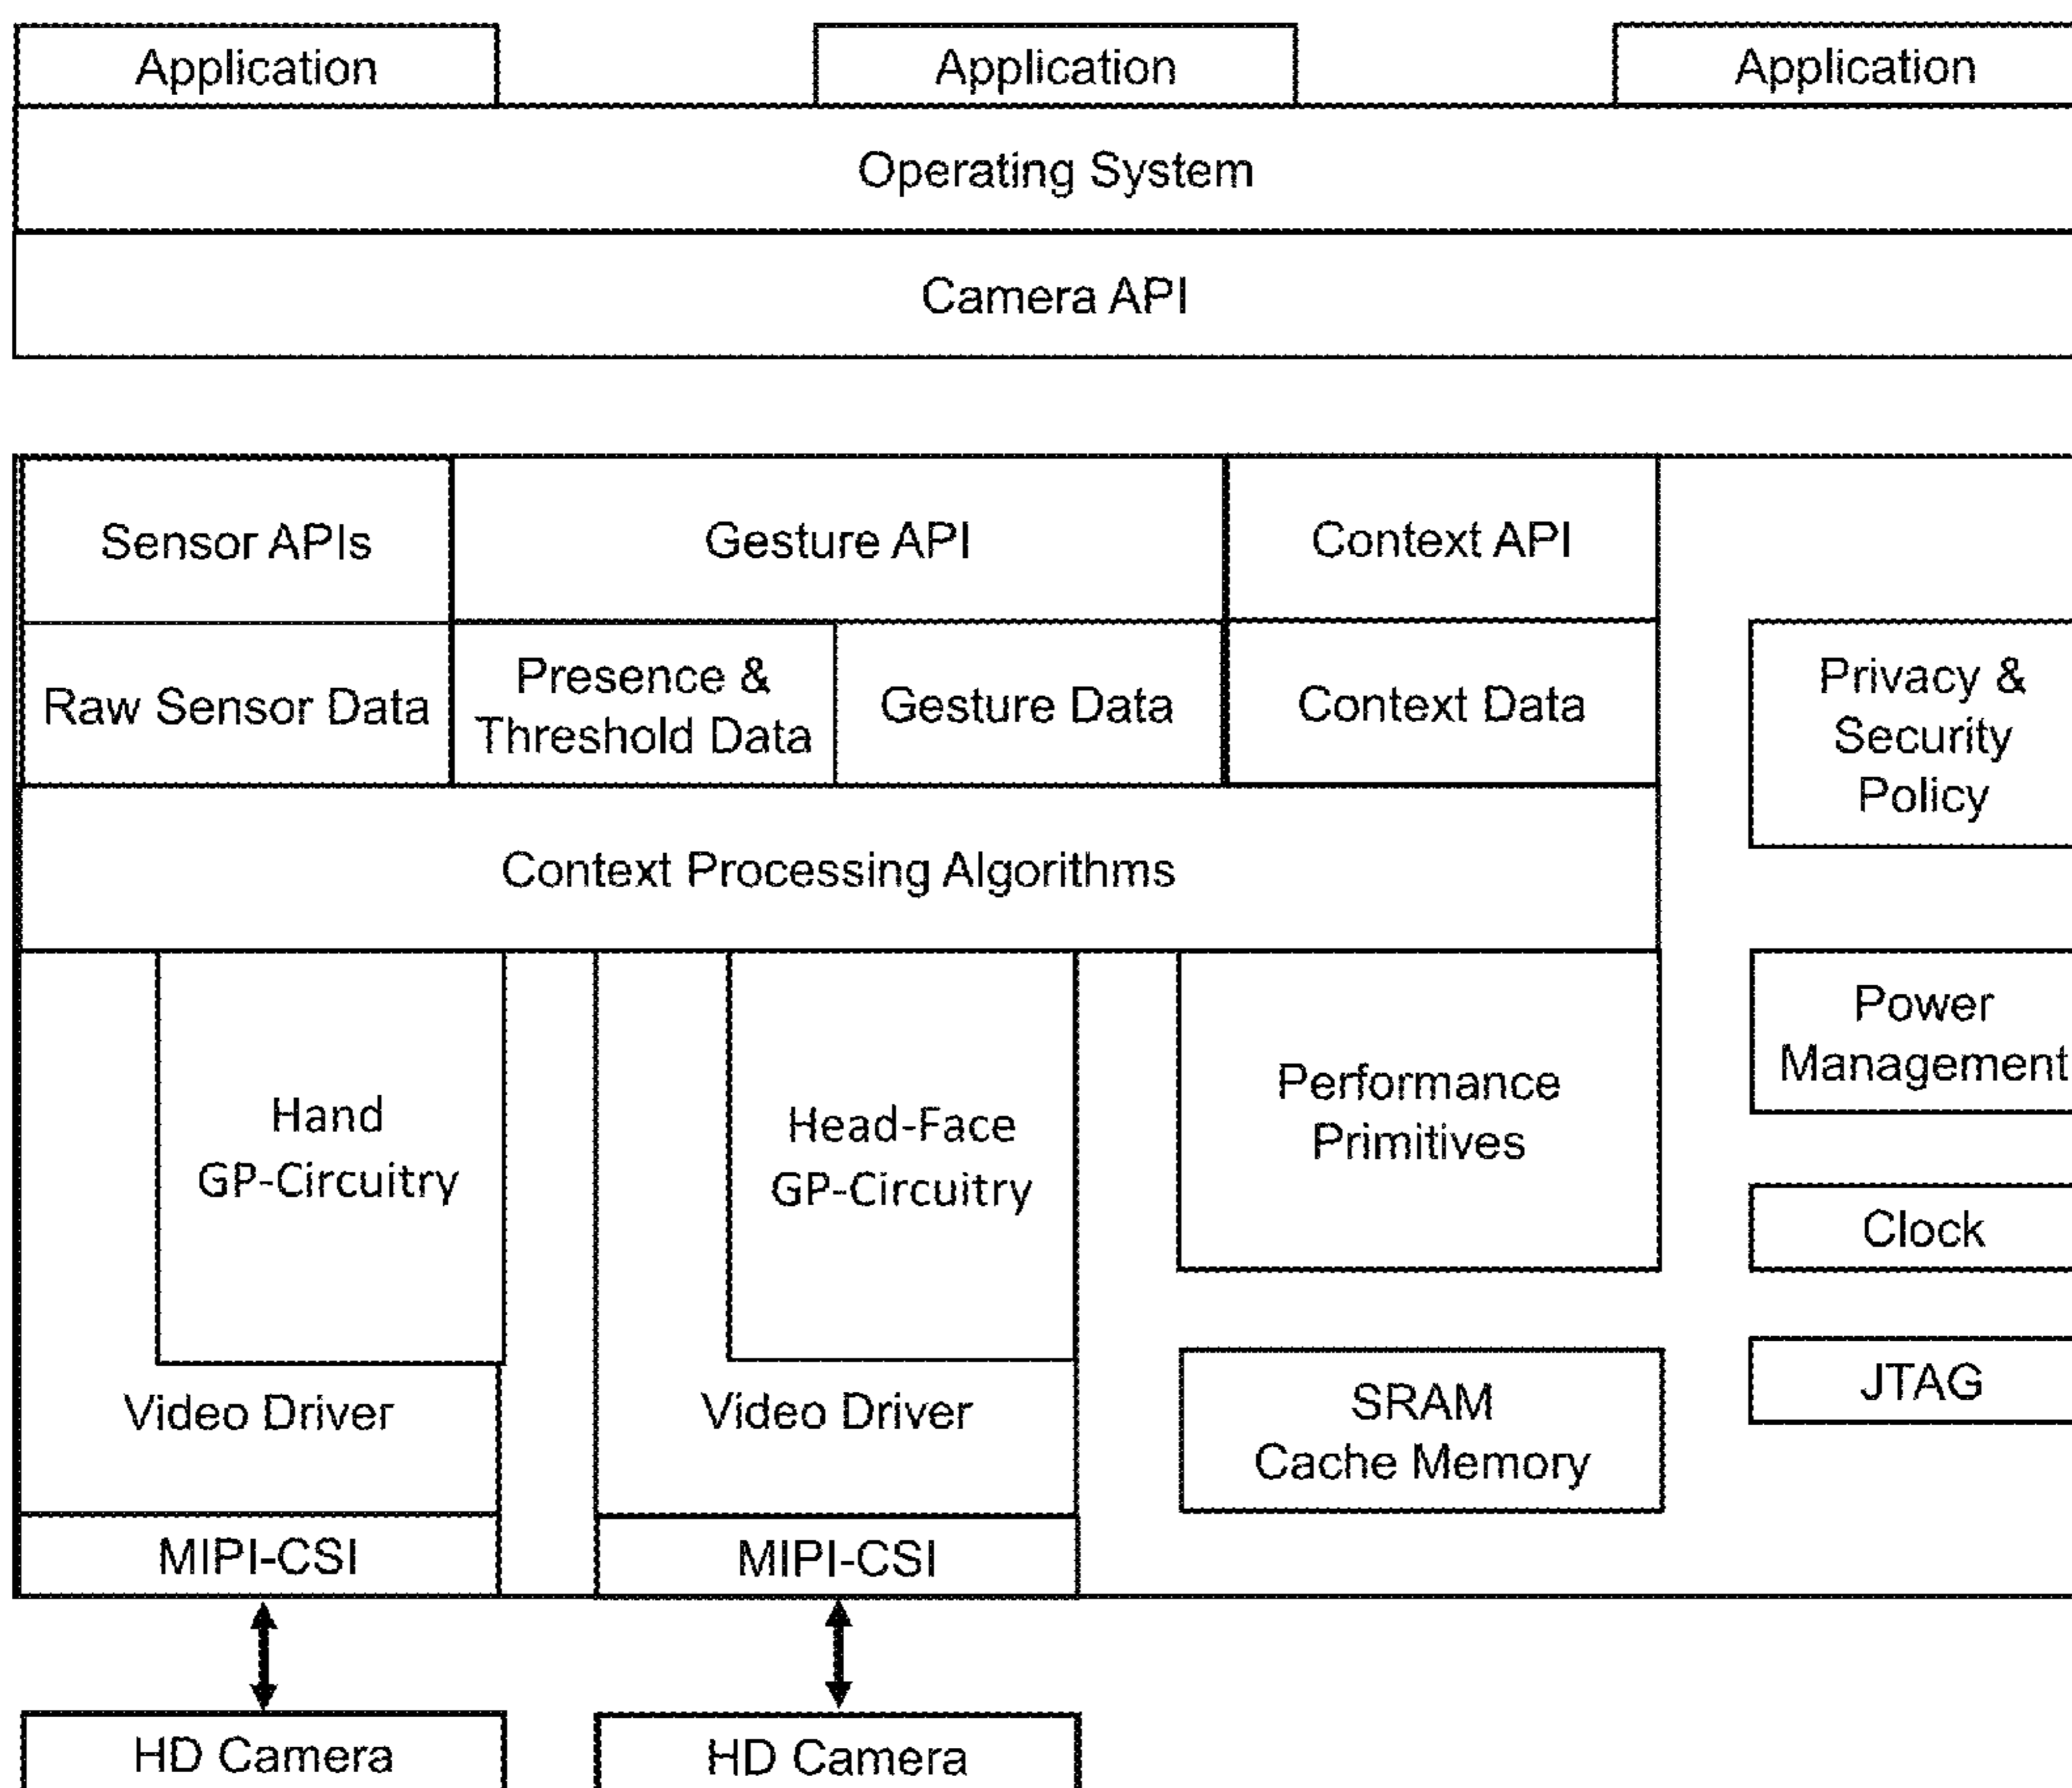 Application
Application
Application
Operating System
Camera API
Sensor APIs
Gesture API
Context API
Raw Sensor Data
Presence &
Threshold Data
Gesture Data
Context Data
Privacy &
Security
Policy
Context Processing Algorithms
Hand
GP-Circuitry
Head-Face
GP-Circuitry
Performance
Primitives
Power
Management
Clock
JTAG
Video Driver
Video Driver
SRAM
Cache Memory
MIPI-CSI
MIPI-CSI
HD Camera
HD Camera